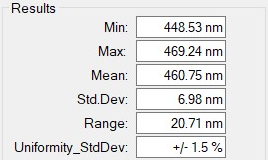 Results
Min: 448.53 nm
Max: 469.24 nm
Mean: 460.75 nm
Std.Dev: 6.98 nm
Range: 20.71 nm
Uniformity_StdDev: +/- 1.5 %